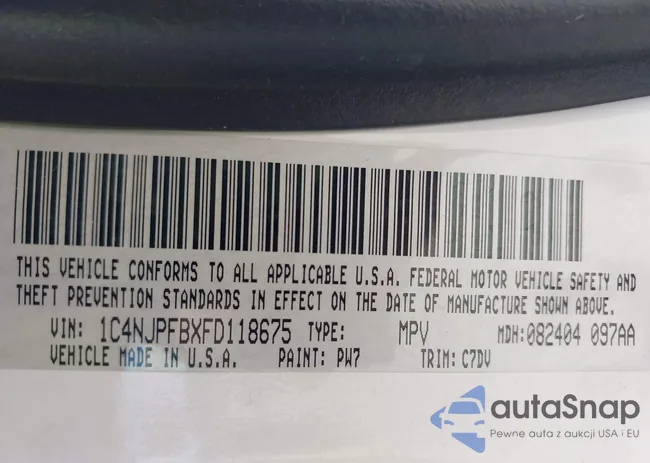 THIS VEHICLE CONFORMS TO ALL APPLICABLE U.S.A. FEDERAL MOTOR VEHICLE SAFETY AND
THEFT PREVENTION STANDARDS IN EFFECT ON THE DATE OF MANUFACTURE SHOWN ABOVE.
VIN: 1C4NJPFBXFD118675 TYPE: MPV MDH:082404 097AA
VEHICLE MADE IN U.S.A. PAINT: PW7 TRIM: C7DV
autaSnap
Pewne auta z aukcji USA i EU